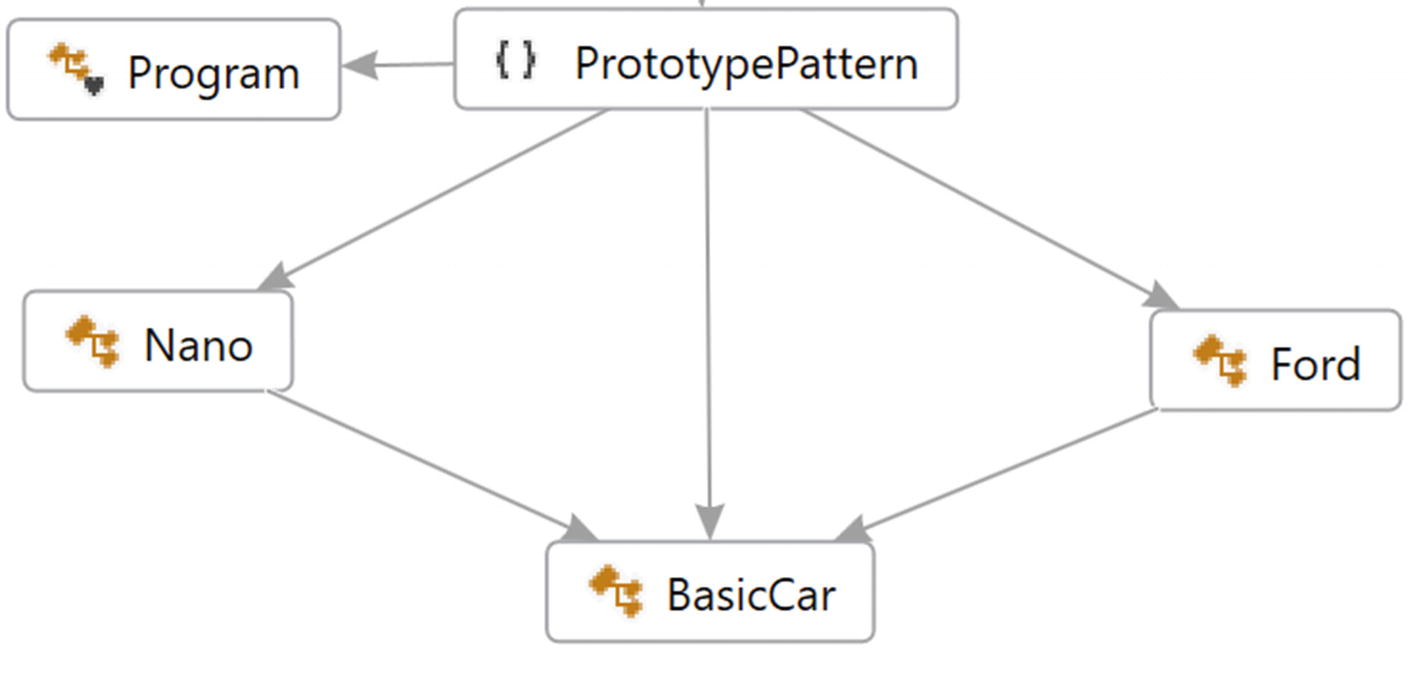 Program
{ } PrototypePattern
Nano
Ford
BasicCar